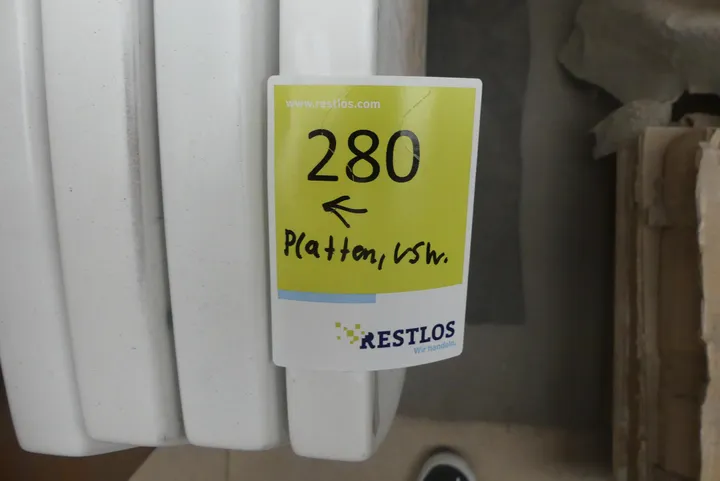 www.restlos.com
280
←
Platten, usw.
RESTLOS
Wir handeln.